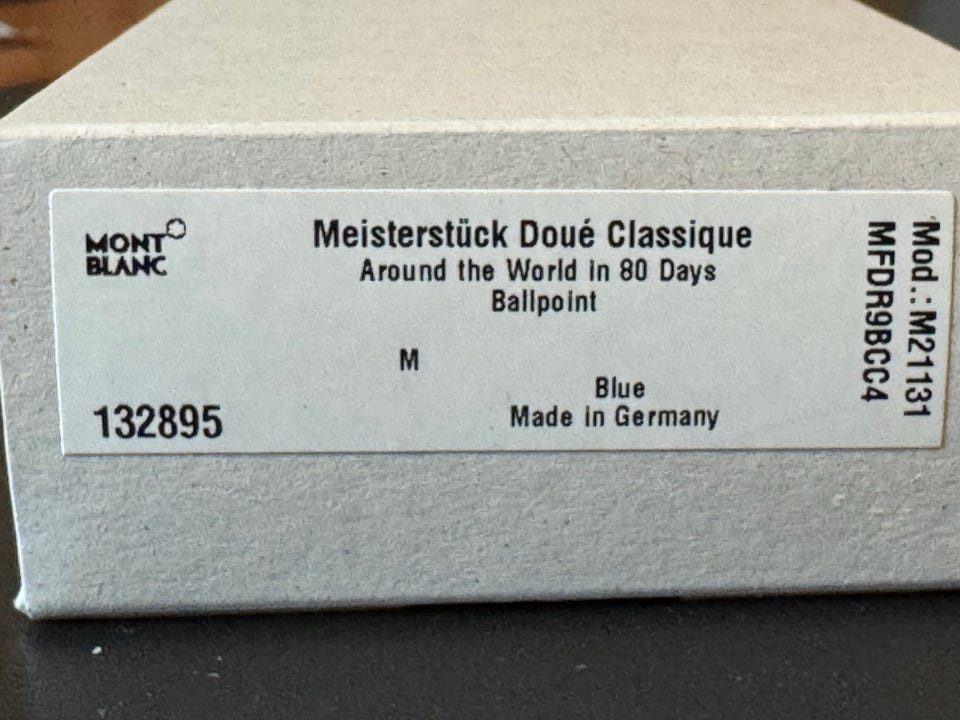 MONT
BLANC
Meisterstück Doué Classique
Around the World in 80 Days
Ballpoint
M
Blue
Made in Germany
132895
Mod.: M21131
MFDR9BCC4